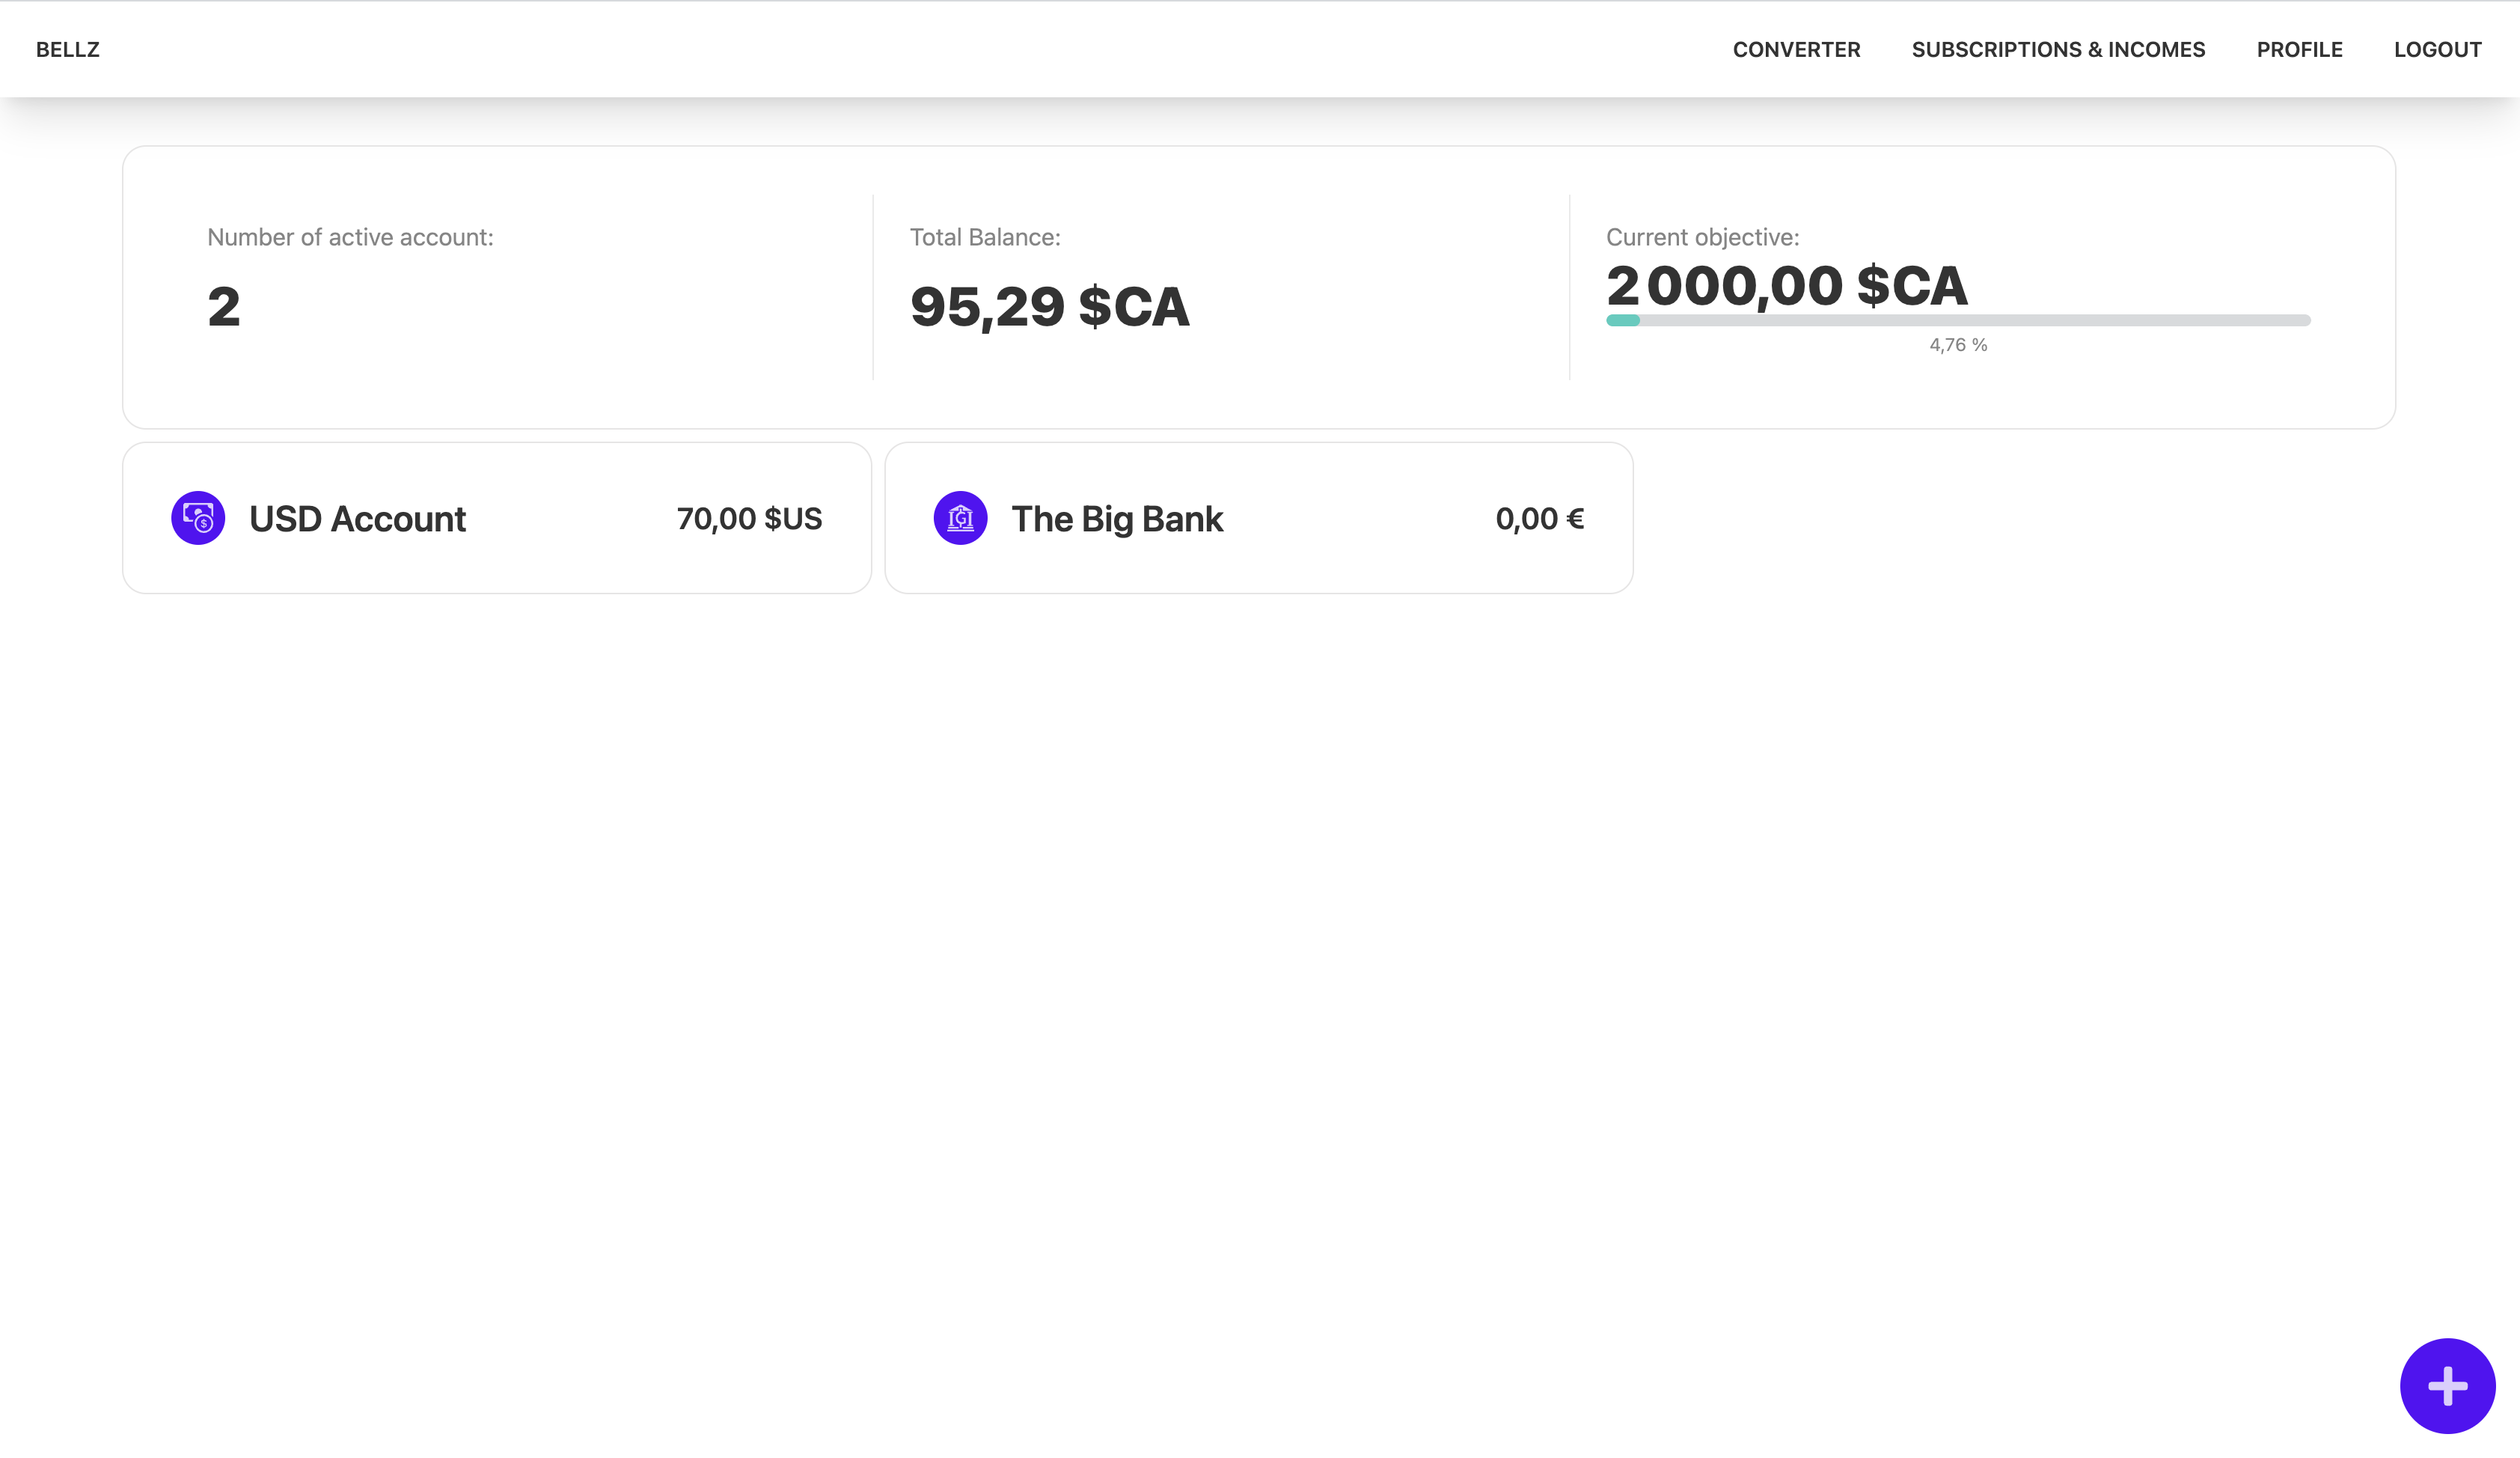 BELLZ
CONVERTER SUBSCRIPTIONS & INCOMES PROFILE LOGOUT
Number of active account:
2
Total Balance:
95,29 $CA
Current objective:
2 000,00 $CA
4,76 %
USD Account 70,00 $US
The Big Bank 0,00 €